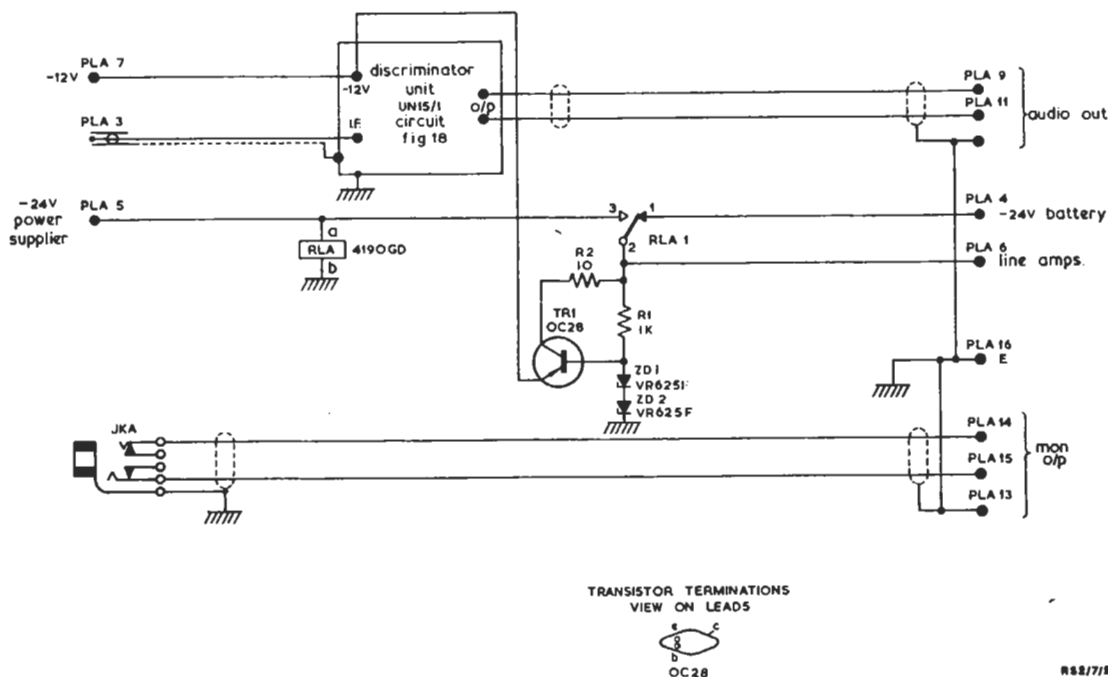 PLA 7
-12V
PLA 3
-24V
power
supplier
PLA 5
-12V
discriminator
unit
UN15/1
circuit
fig 18
o/p
I.F.
PLA 9
PLA 11
audio out
a
RLA
4190GD
b
3
1
2
RLA 1
PLA 4
-24V battery
PLA 6
line amps.
R2
10
R1
1K
TR1
OC28
ZD1
VR625F
ZD2
VR625F
PLA 16
E
JKA
PLA 14
PLA 15
PLA 13
mon
o/p
TRANSISTOR TERMINATIONS
VIEW ON LEADS
e
c
b
OC28